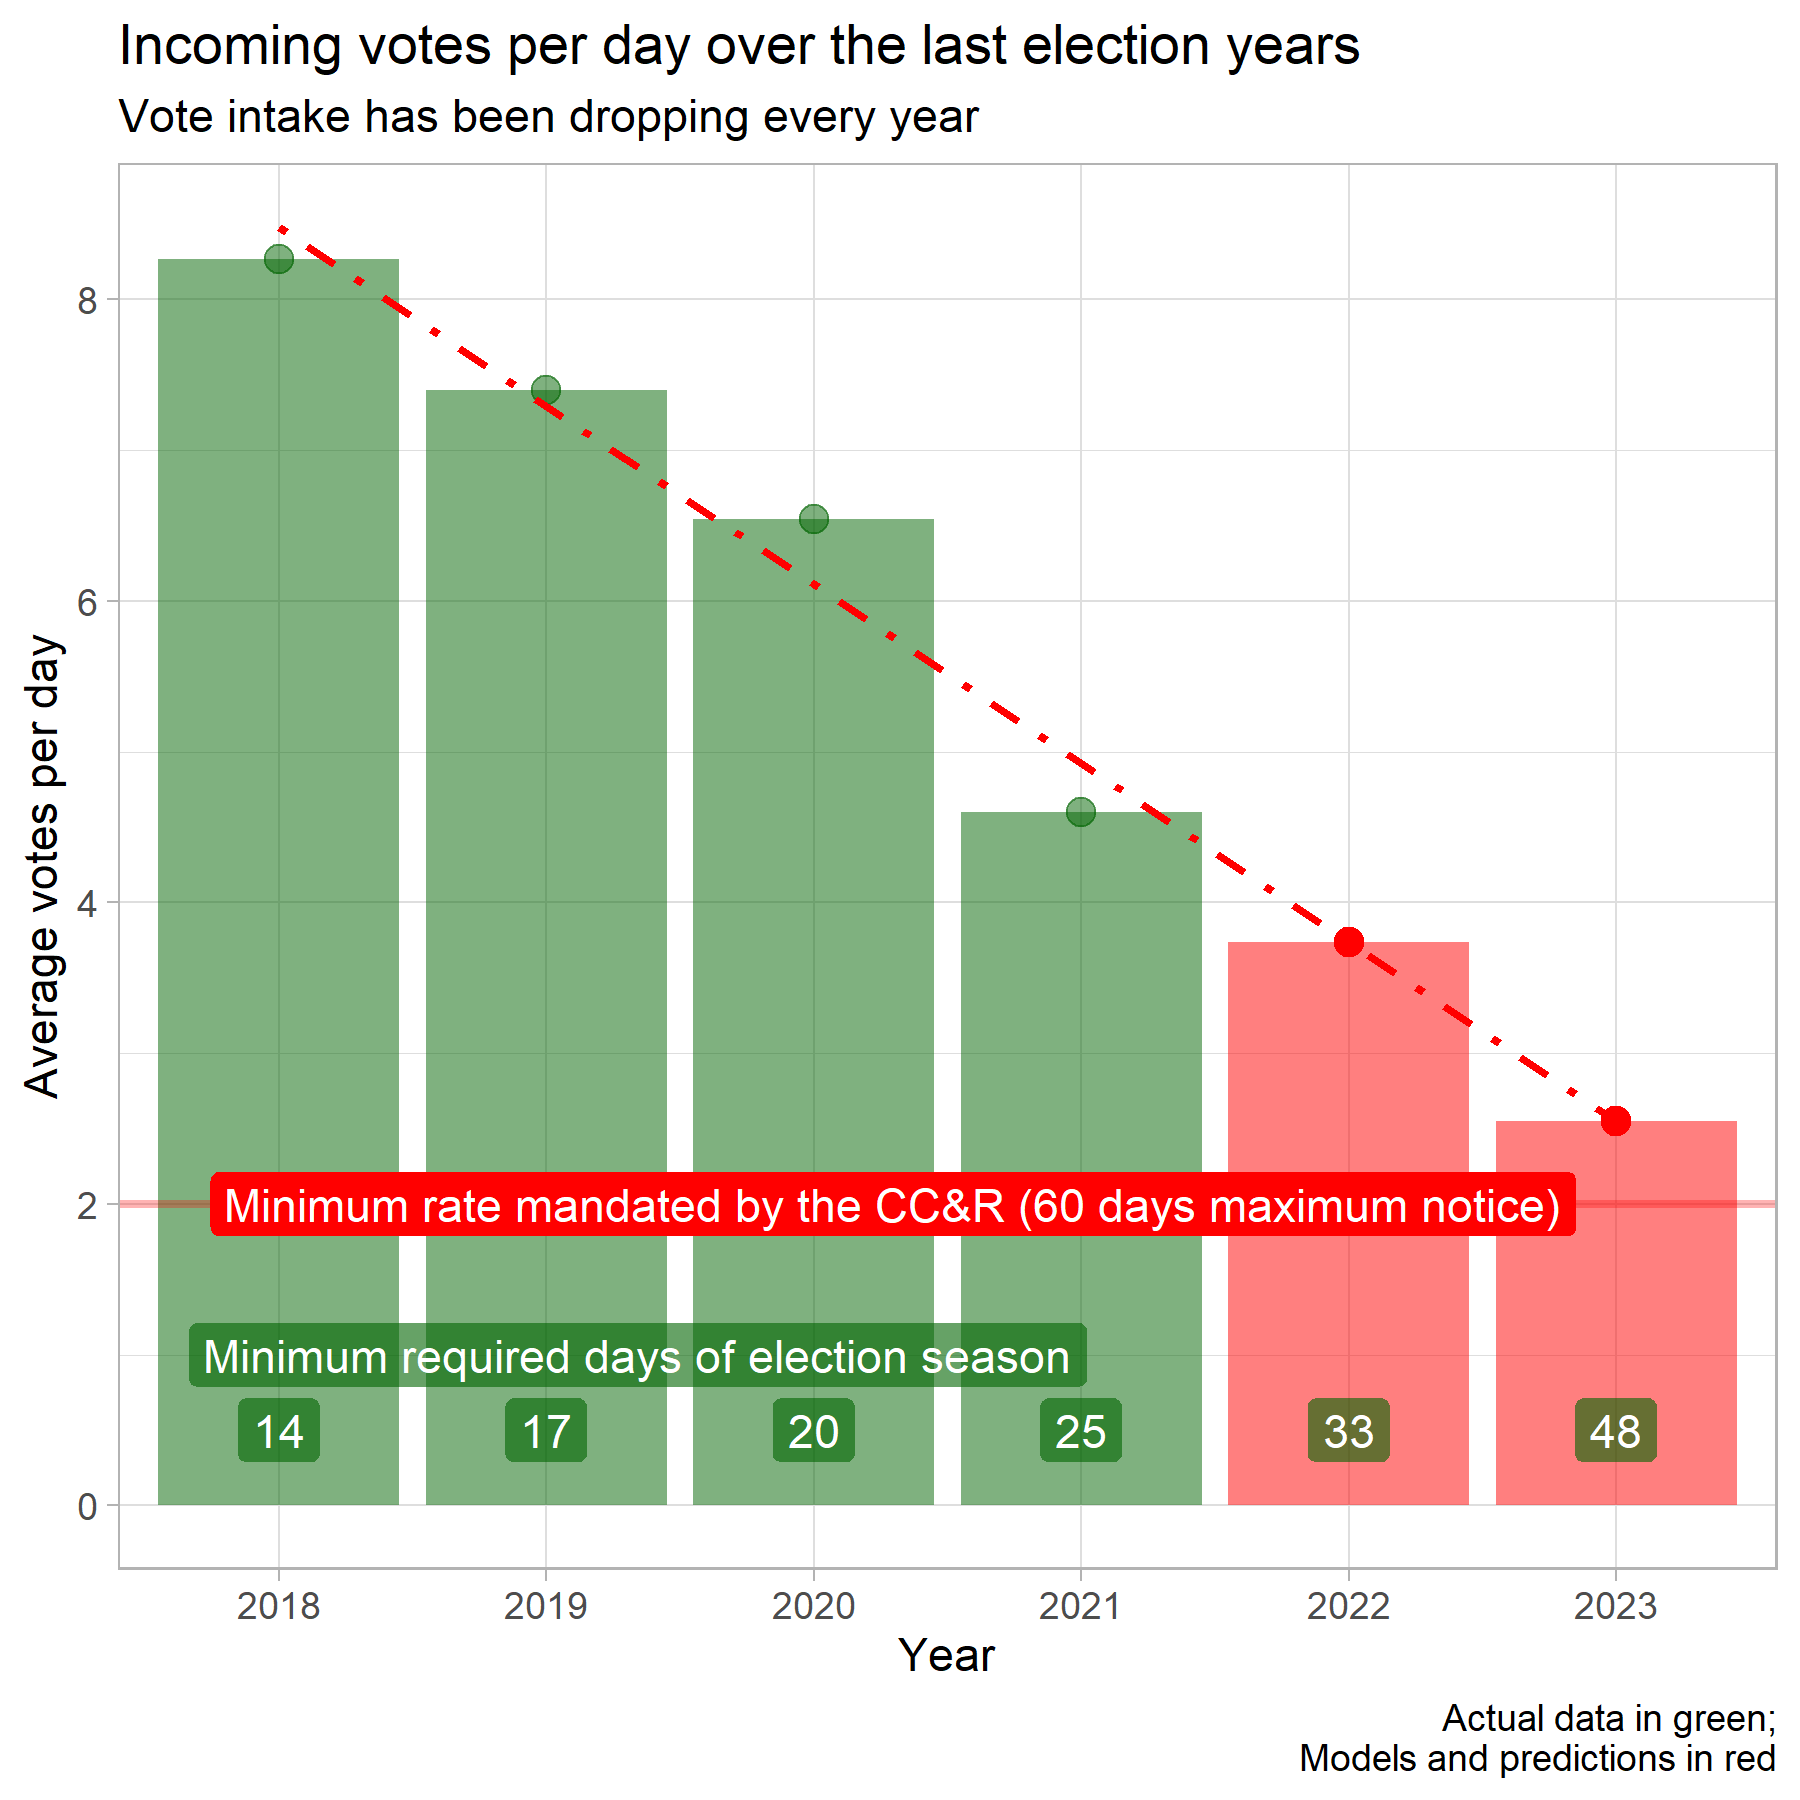 Incoming votes per day over the last election years
Vote intake has been dropping every year
Average votes per day
8
6
4
2
0
Minimum rate mandated by the CC&R (60 days maximum notice)
Minimum required days of election season
14 17 20 25 33 48
2018 2019 2020 2021 2022 2023
Year
Actual data in green;
Models and predictions in red